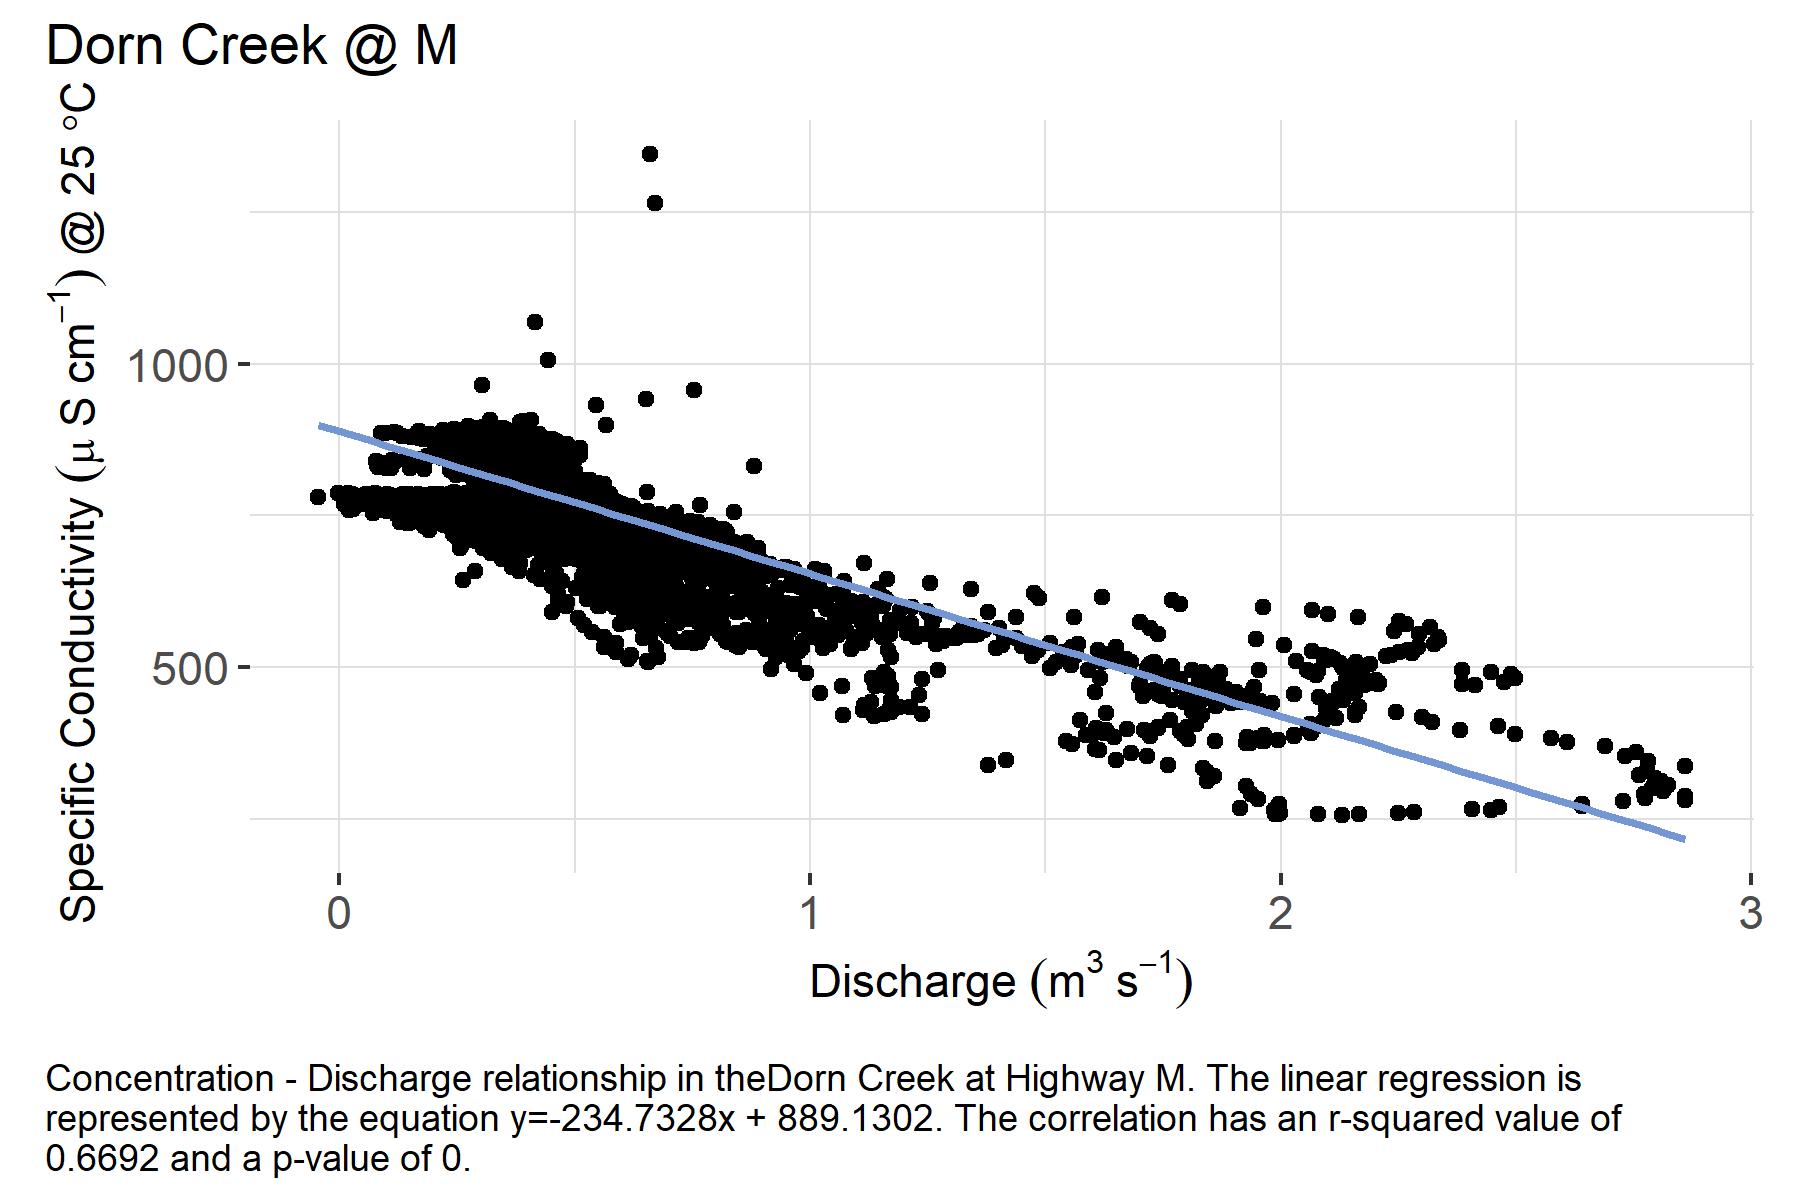 Dorn Creek @ M
Specific Conductivity (μ S cm⁻¹) @ 25 °C
1000
500
0 1 2 3
Discharge (m³ s⁻¹)
Concentration - Discharge relationship in theDorn Creek at Highway M. The linear regression is
represented by the equation y=-234.7328x + 889.1302. The correlation has an r-squared value of
0.6692 and a p-value of 0.